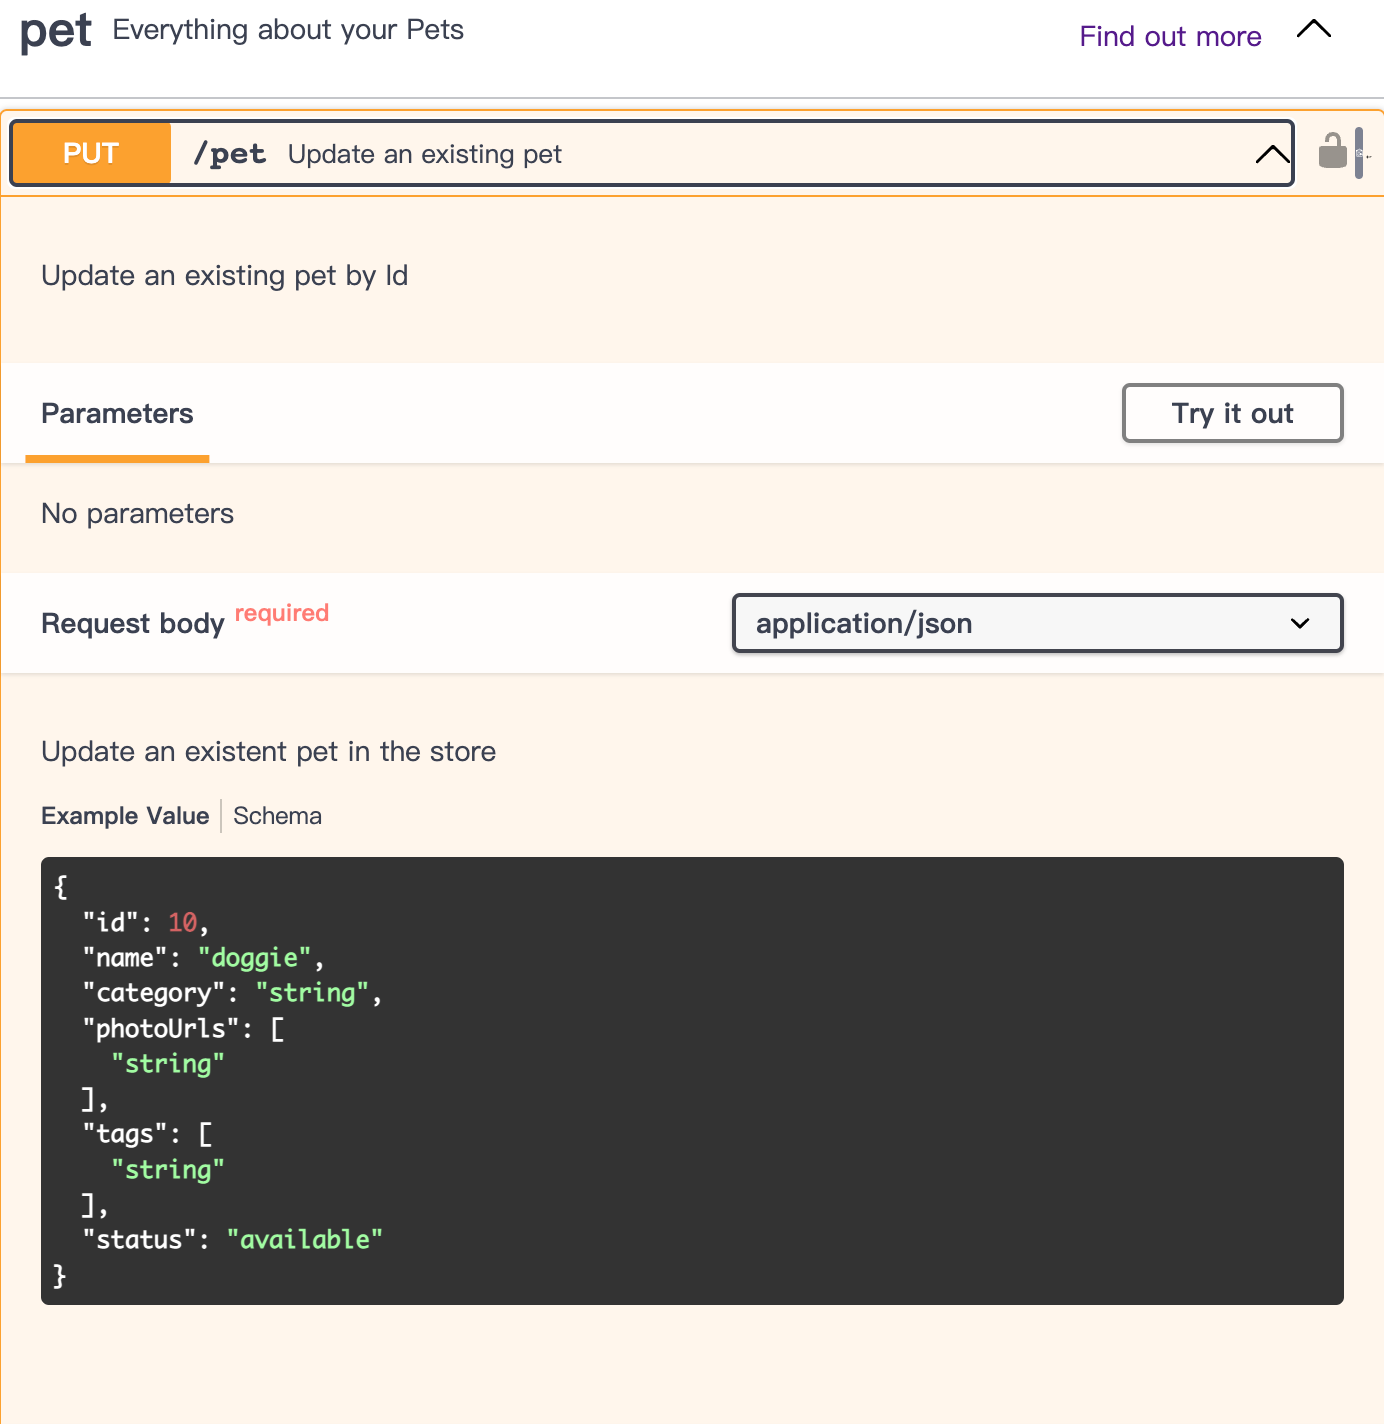 pet Everything about your Pets Find out more
PUT /pet Update an existing pet
Update an existing pet by Id
Parameters Try it out
No parameters
Request body required application/json
Update an existent pet in the store
Example Value Schema
{
  "id": 10,
  "name": "doggie",
  "category": "string",
  "photoUrls": [
    "string"
  ],
  "tags": [
    "string"
  ],
  "status": "available"
}